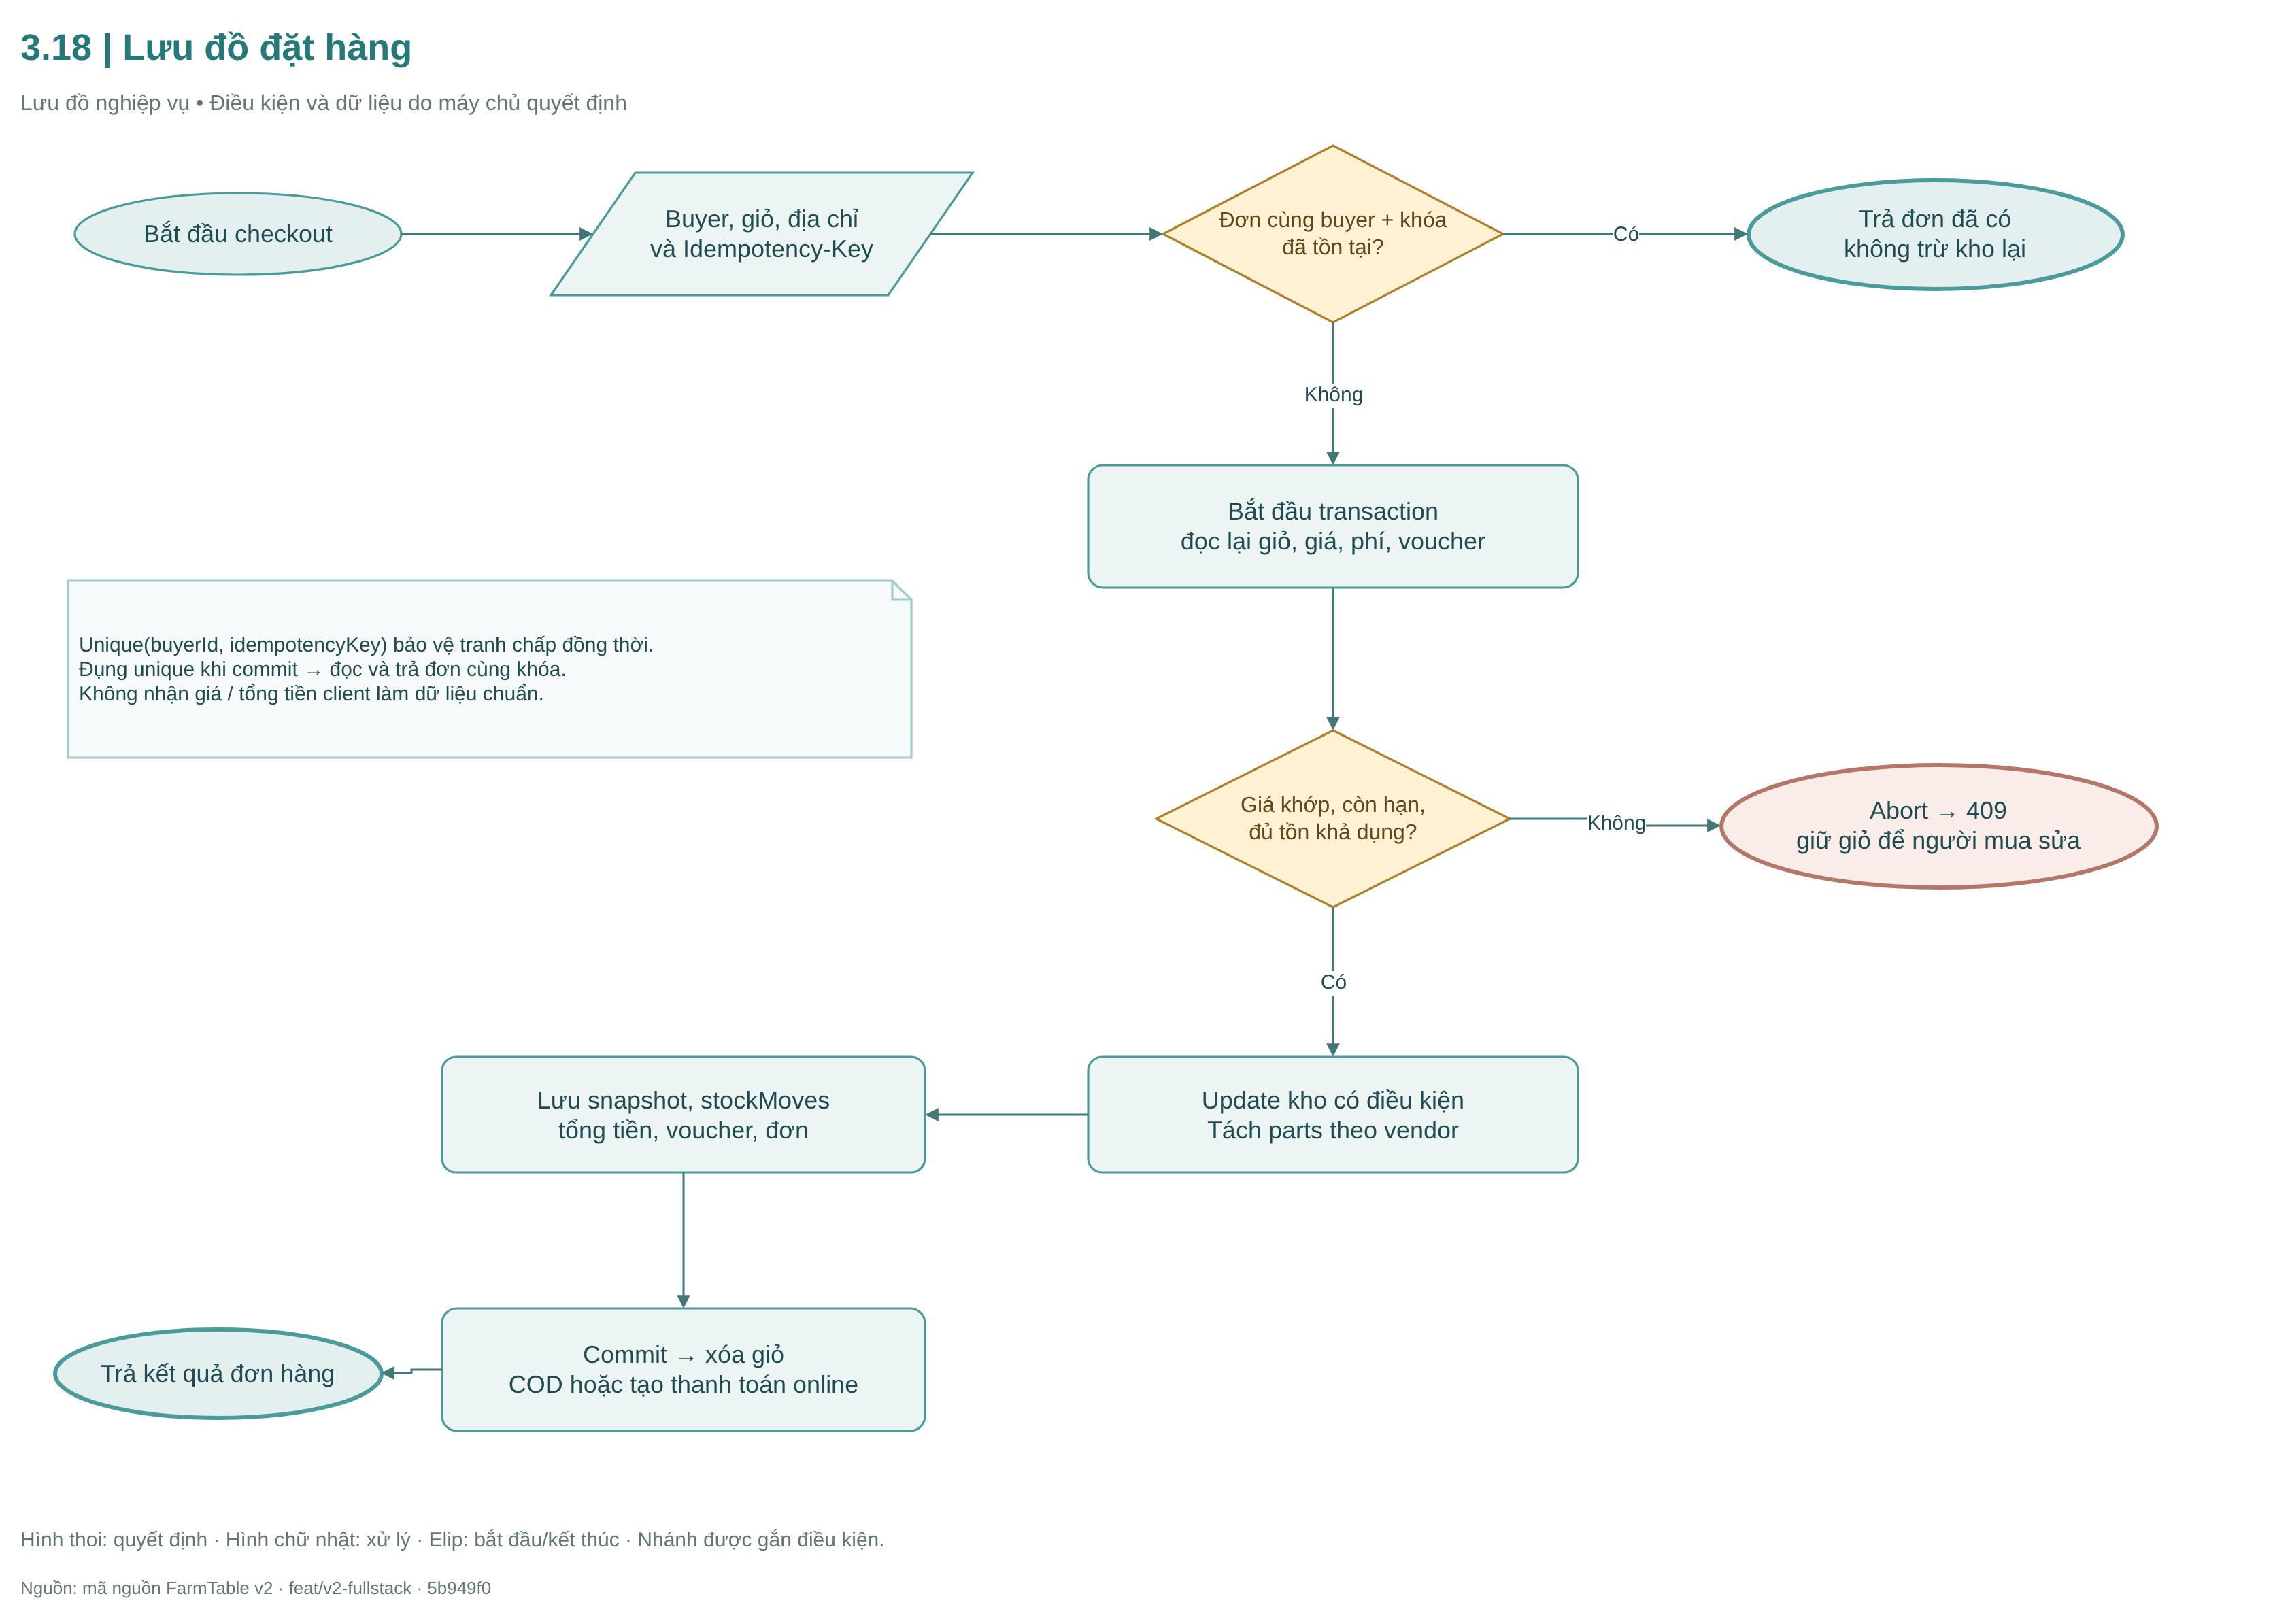 3.18 | Lưu đồ đặt hàng
Lưu đồ nghiệp vụ • Điều kiện và dữ liệu do máy chủ quyết định
Bắt đầu checkout
Buyer, giỏ, địa chỉ
và Idempotency-Key
Đơn cùng buyer + khóa
đã tồn tại?
Có
Trả đơn đã có
không trừ kho lại
Không
Bắt đầu transaction
đọc lại giỏ, giá, phí, voucher
Unique(buyerId, idempotencyKey) bảo vệ tranh chấp đồng thời.
Đụng unique khi commit → đọc và trả đơn cùng khóa.
Không nhận giá / tổng tiền client làm dữ liệu chuẩn.
Giá khớp, còn hạn,
đủ tồn khả dụng?
Không
Abort → 409
giữ giỏ để người mua sửa
Có
Lưu snapshot, stockMoves
tổng tiền, voucher, đơn
Update kho có điều kiện
Tách parts theo vendor
Trả kết quả đơn hàng
Commit → xóa giỏ
COD hoặc tạo thanh toán online
Hình thoi: quyết định · Hình chữ nhật: xử lý · Elip: bắt đầu/kết thúc · Nhánh được gắn điều kiện.
Nguồn: mã nguồn FarmTable v2 · feat/v2-fullstack · 5b949f0